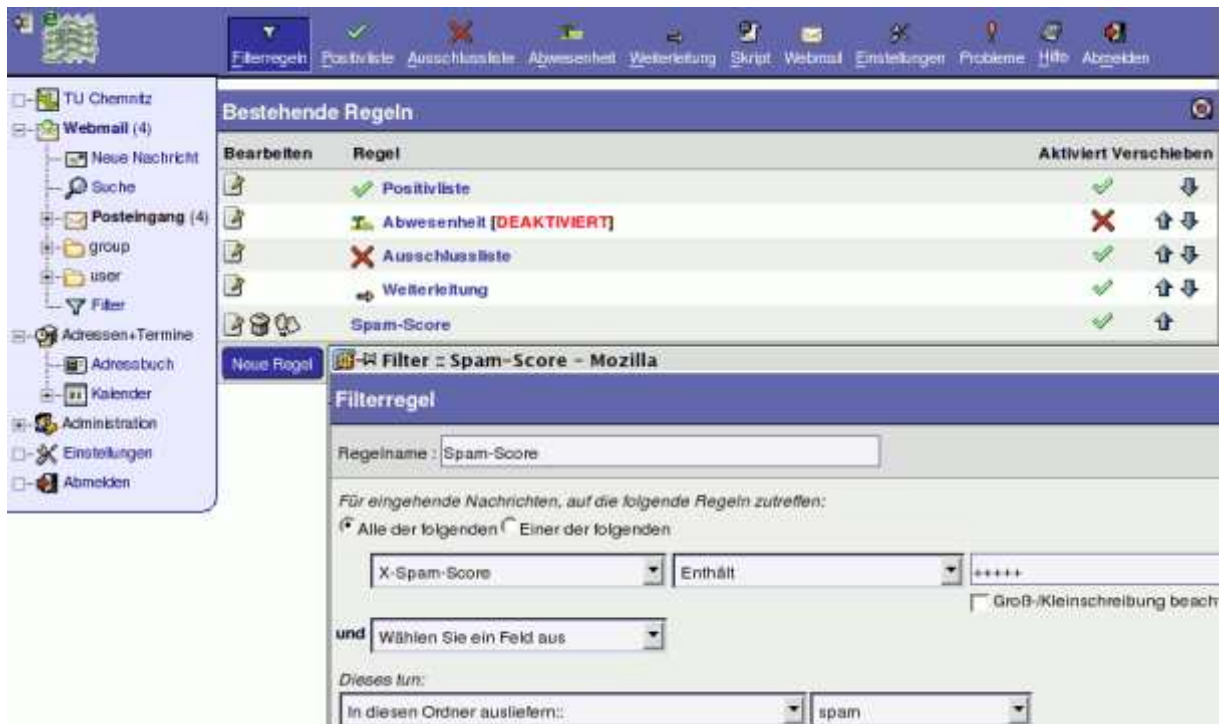 Filterregeln Positivliste Ausschlussliste Abwesenheit Weiterleitung Skript Webmail Einstellungen Probleme Hilfe Abmelden
TU Chemnitz
Webmail (4)
Neue Nachricht
Suche
Posteingang (4)
group
user
Filter
Adressen+Termine
Adressbuch
Kalender
Administration
Einstellungen
Abmelden
Bestehende Regeln
Bearbeiten Regel Aktiviert Verschieben
Positivliste
Abwesenheit [DEAKTIVIERT]
Ausschlussliste
Weiterleitung
Spam-Score
Neue Regel
Filter :: Spam-Score - Mozilla
Filterregel
Regelname : Spam-Score
Für eingehende Nachrichten, auf die folgende Regeln zutreffen:
Alle der folgenden Einer der folgenden
X-Spam-Score Enthält +++++
Groß-/Kleinschreibung beach
und Wählen Sie ein Feld aus
Dieses tun:
In diesen Ordner ausliefern:: spam